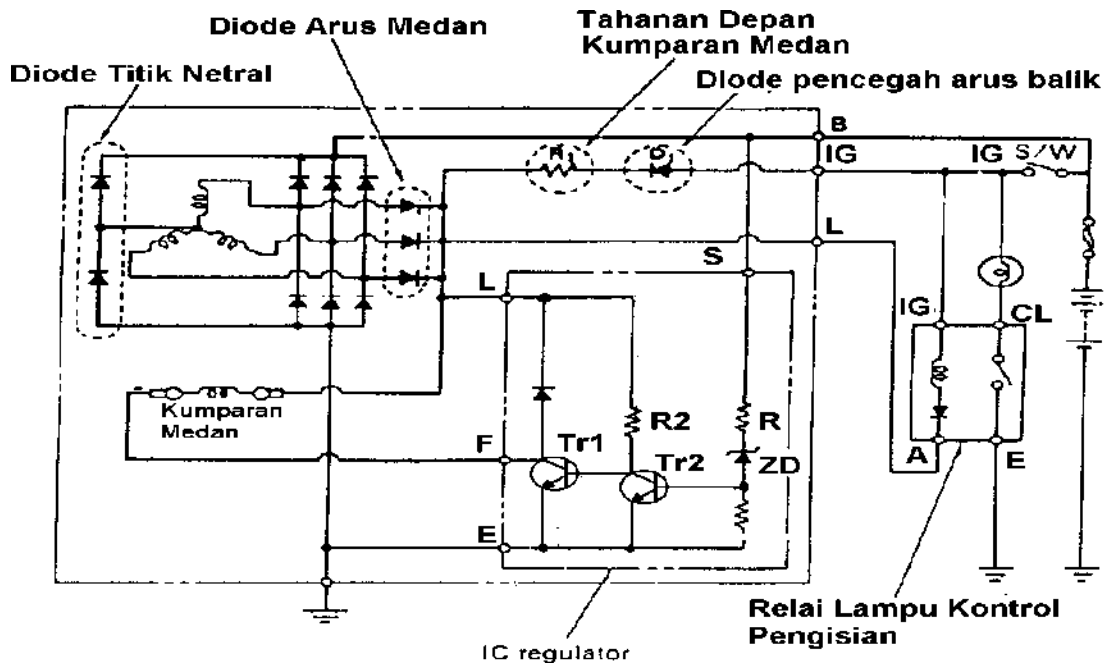 Diode Arus Medan
Tahanan Depan
Kumparan Medan
Diode Titik Netral
Diode pencegah arus balik
B
R
D
IG
IG
S/W
L
S
L
IG
CL
Kumparan
Medan
R2
R
F
Tr1
Tr2
ZD
A
E
E
Relai Lampu Kontrol
Pengisian
IC regulator